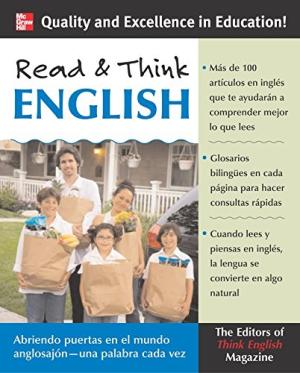 Mc
Graw
Hill
Quality and Excellence in Education!
Read & Think
ENGLISH
• Más de 100
artículos en inglés
que te ayudarán a
comprender mejor
lo que lees
• Glosarios
bilingües en cada
página para hacer
consultas rápidas
• Cuando lees y
piensas en inglés,
la lengua se
convierte en algo
natural
Abriendo puertas en el mundo
anglosajón—una palabra cada vez
The Editors of
Think English
Magazine